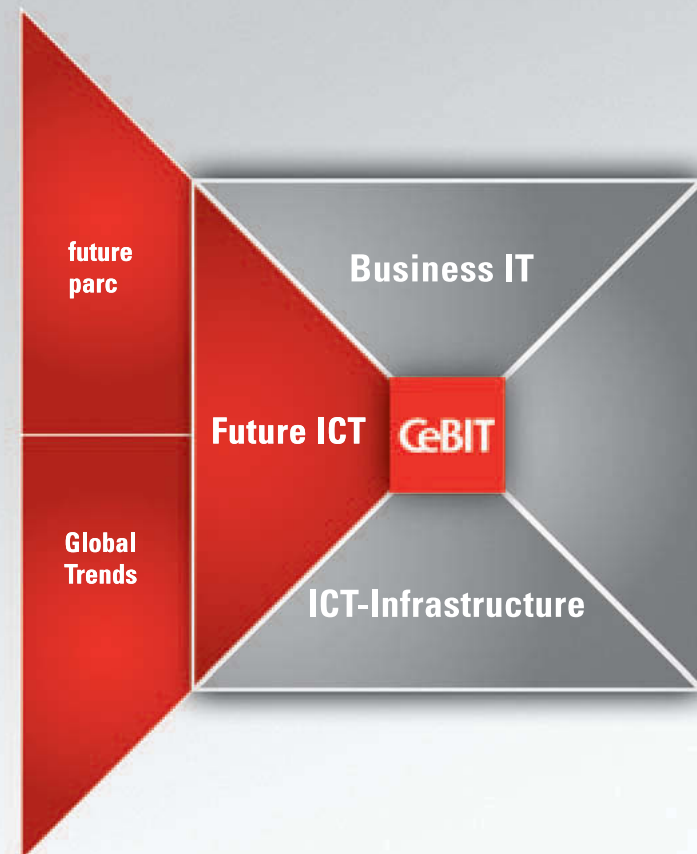 future
parc
Business IT
Future ICT
CeBIT
Global
Trends
ICT-Infrastructure